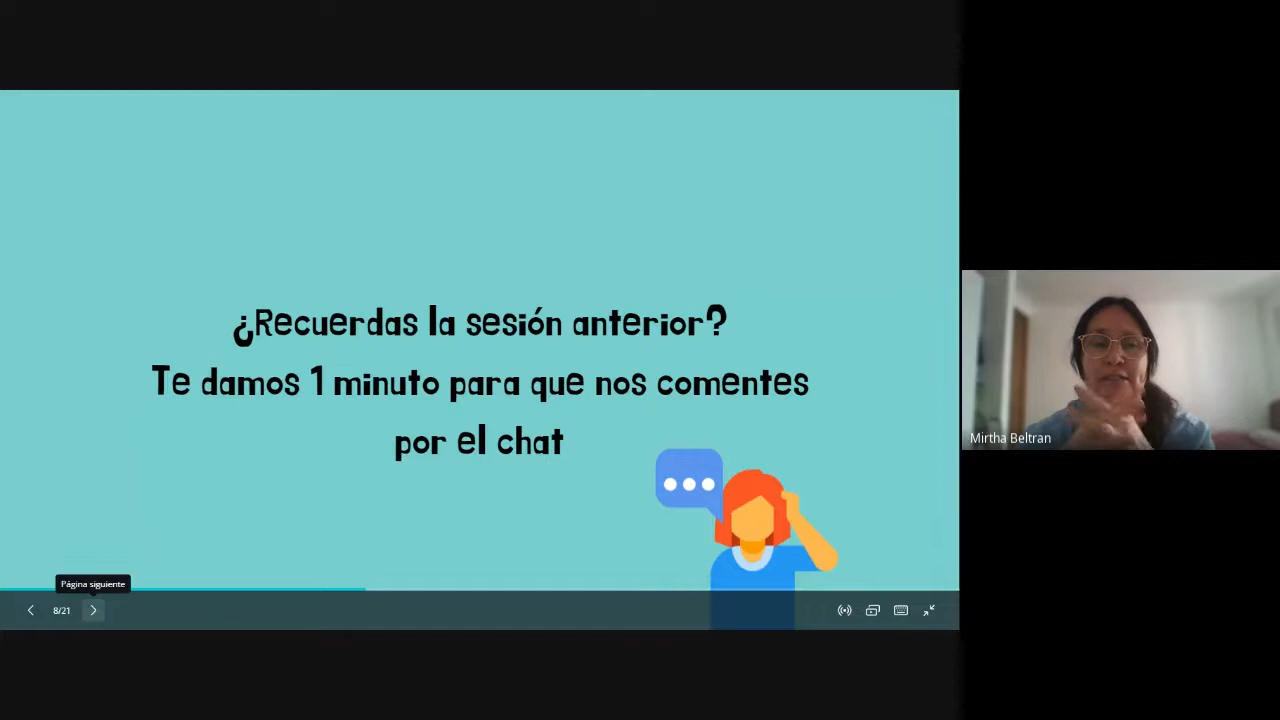 ¿Recuerdas la sesión anterior?
Te damos 1 minuto para que nos comentes
por el chat
Mirtha Beltran
Página siguiente
8/21